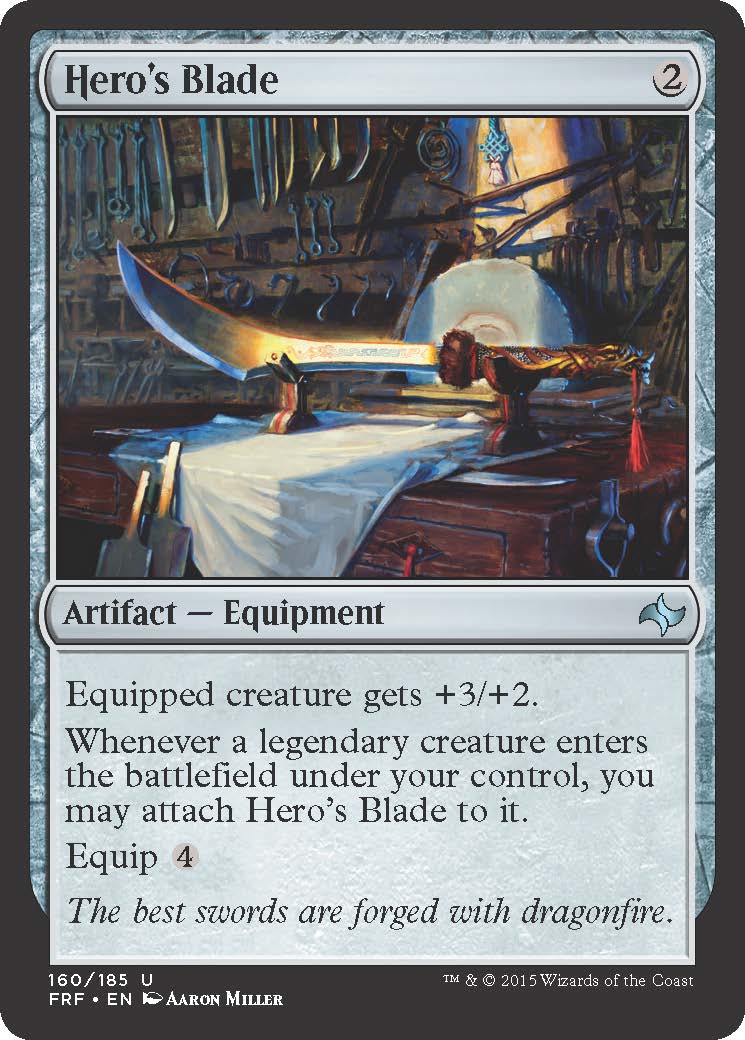 Hero's Blade
2
Artifact — Equipment
Equipped creature gets +3/+2.
Whenever a legendary creature enters
the battlefield under your control, you
may attach Hero's Blade to it.
Equip 4
The best swords are forged with dragonfire.
160/185 U
™ & © 2015 Wizards of the Coast
FRF • EN Aaron Miller